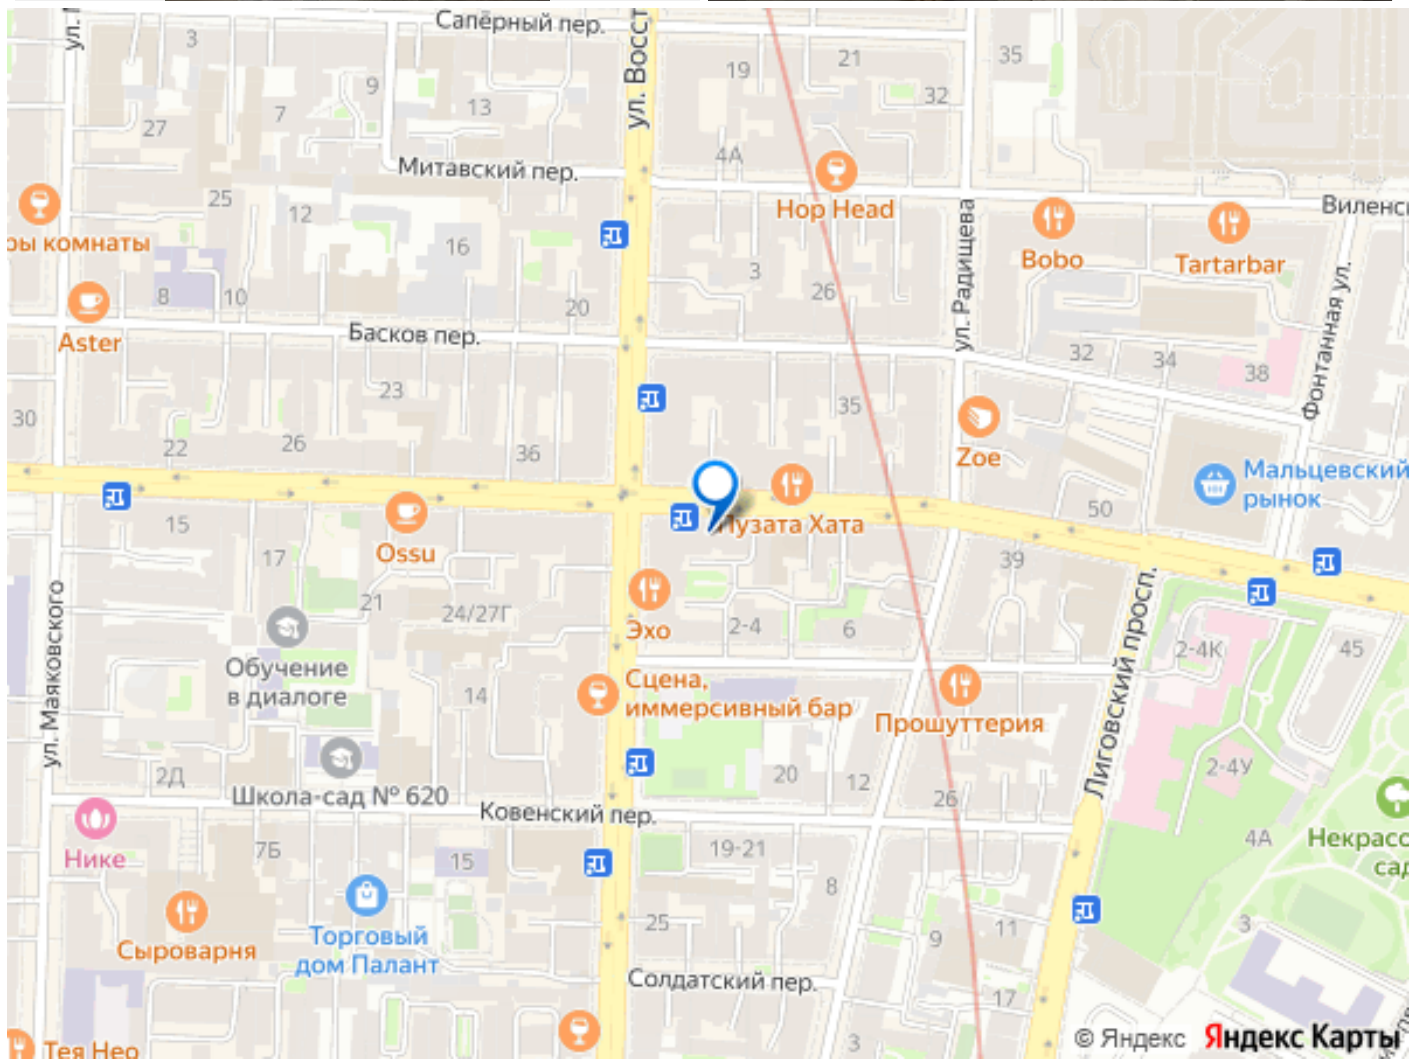 Сапёрный пер.
ул. Восст
3
9
7
13
27
19
21
32
35
4А
Митавский пер.
Hop Head
Виленс
25
12
16
ры комнаты
8
10
20
3
26
ул. Радищева
Bobo
Tartarbar
Фонтанная ул.
Aster
Басков пер.
32
34
38
30
23
22
26
36
35
Zoe
Мальцевский
рынок
15
17
Ossu
Пузата Хата
50
39
ул. Маяковского
21
24/27Г
Эхо
2-4
6
Лиговский просп.
2-4К
45
Обучение
в диалоге
14
Сцена,
иммерсивный бар
Прошуттерия
2Д
Школа-сад № 620
20
12
26
2-4У
Ковенский пер.
Нике
7Б
15
19-21
8
4А
Некрасо
сад
Сыроварня
Торговый
дом Палант
25
9
11
3
Солдатский пер.
17
3
Тея Нео
© Яндекс Яндекс Карты